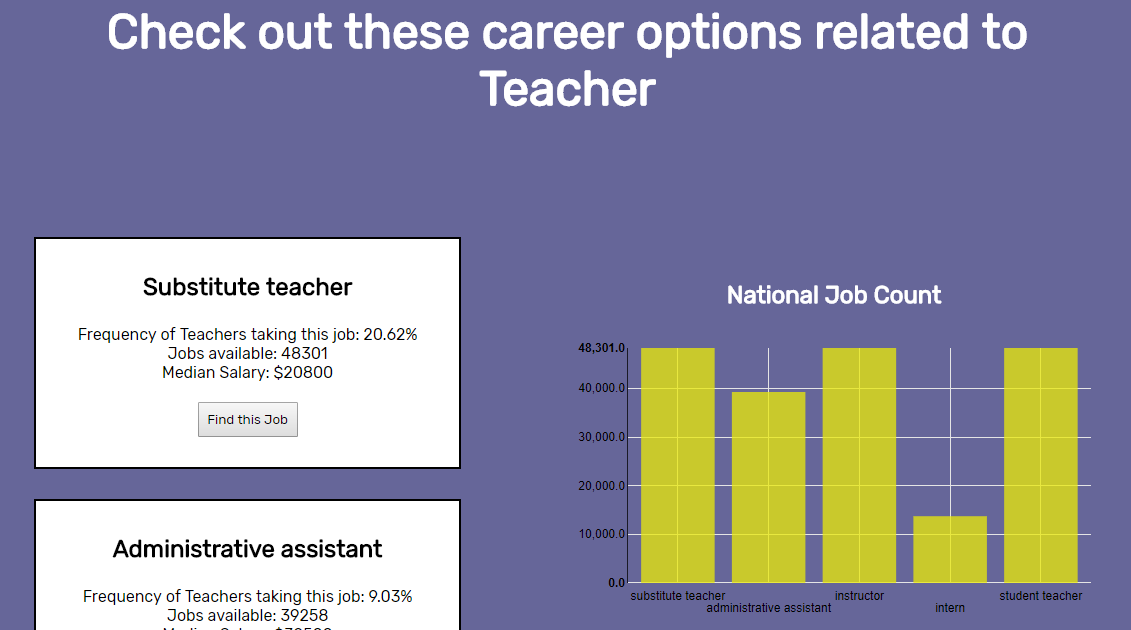 Check out these career options related to
Teacher
Substitute teacher
Frequency of Teachers taking this job: 20.62%
Jobs available: 48301
Median Salary: $20800
Find this Job
Administrative assistant
Frequency of Teachers taking this job: 9.03%
Jobs available: 39258
National Job Count
48,301.0
40,000.0
30,000.0
20,000.0
10,000.0
0.0
substitute teacher
administrative assistant
instructor
intern
student teacher